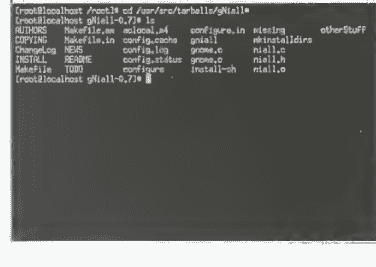 [root@localhost /root]# cd /usr/src/tarballs/gNiall*
[root@localhost gNiall-0.7]# ls
AUTHORS Makefile.am aclocal.m4 configure.in missing otherStuff
COPYING Makefile.in config.cache gniall mkinstalldirs
ChangeLog NEWS config.log gnome.c niall.c
INSTALL README config.status gnome.o niall.h
Makefile TODO configure install-sh niall.o
[root@localhost gNiall-0.7]#